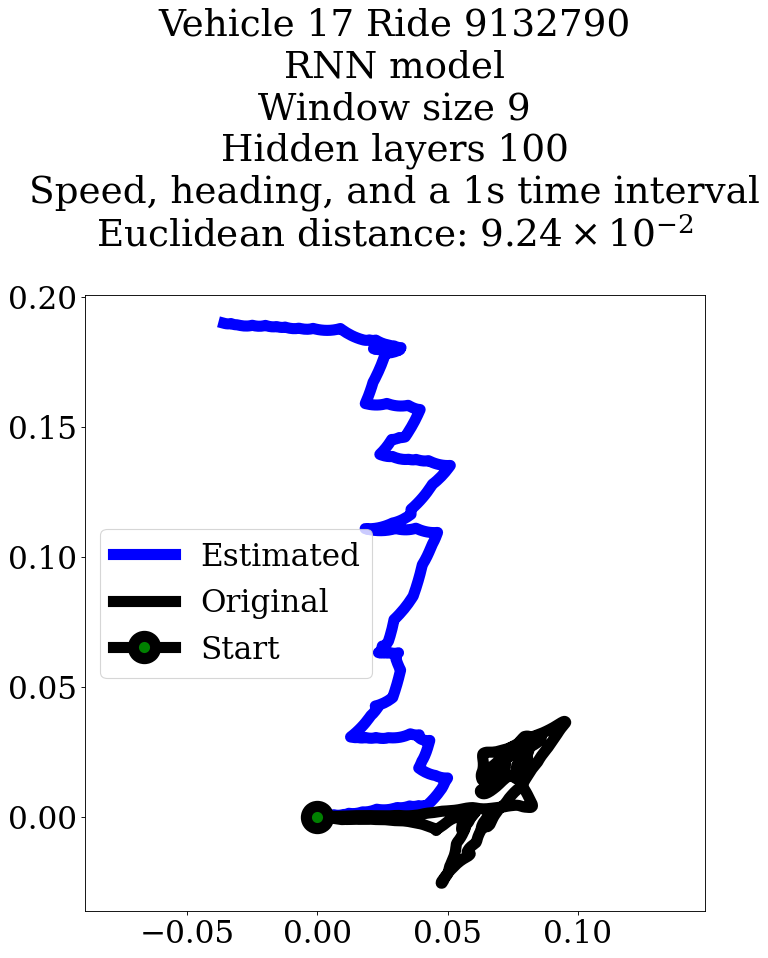 Vehicle 17 Ride 9132790
RNN model
Window size 9
Hidden layers 100
Speed, heading, and a 1s time interval
Euclidean distance: 9.24 × 10⁻²
0.20
0.15
0.10
0.05
0.00
Estimated
Original
Start
−0.05 0.00 0.05 0.10